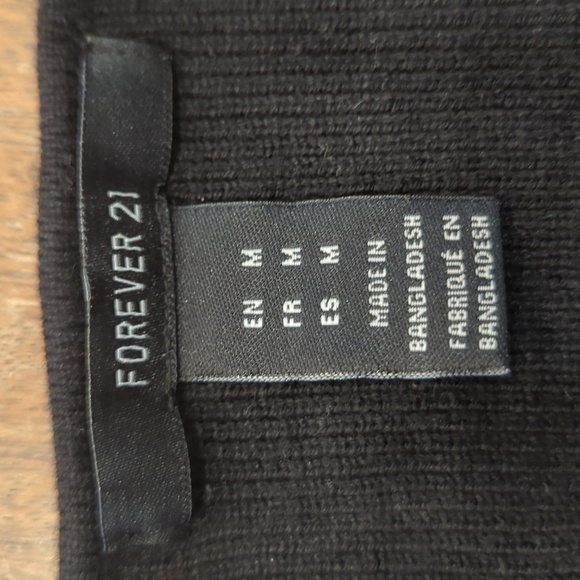 FOREVER 21
EN M
FR M
ES M
MADE IN
BANGLADESH
FABRIQUÉ EN
BANGLADESH